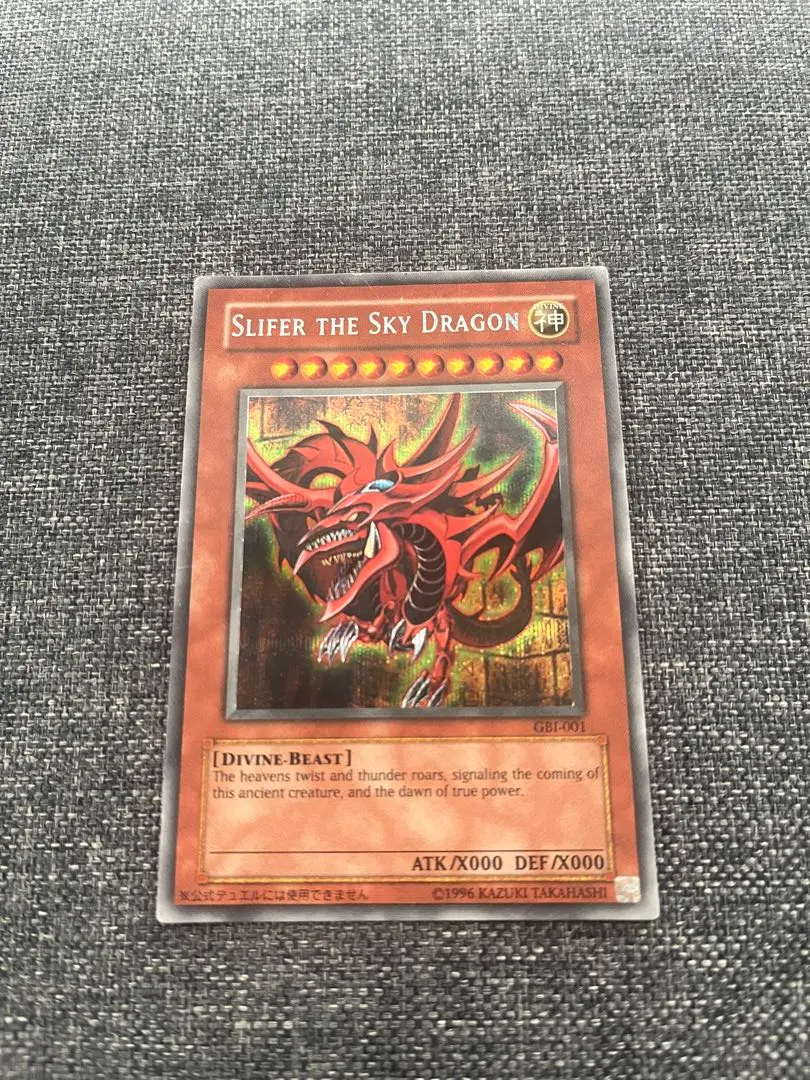 SLIFER THE SKY DRAGON
DIVINE
神
GBI-001
[DIVINE-BEAST]
The heavens twist and thunder roars, signaling the coming of
this ancient creature, and the dawn of true power.
ATK/X000 DEF/X000
※公式デュエルには使用できません ©1996 KAZUKI TAKAHASHI